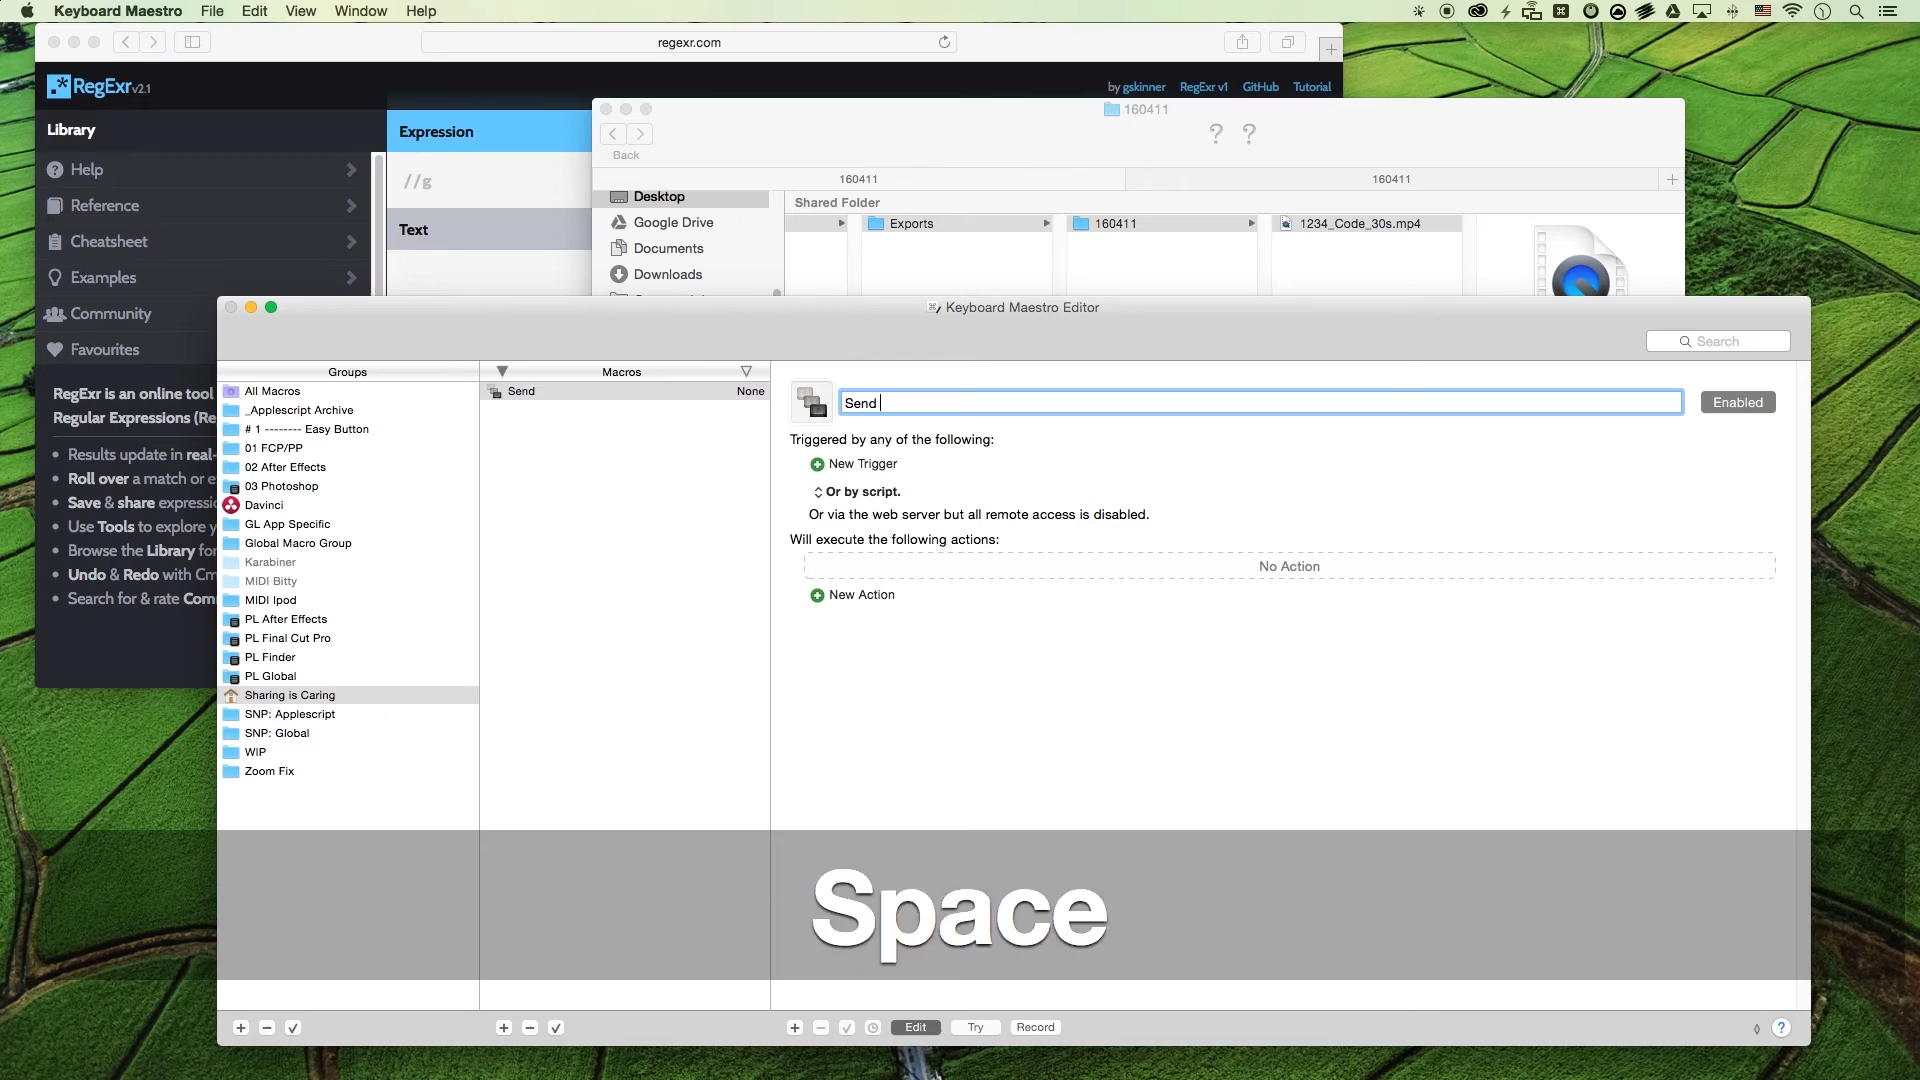 Keyboard Maestro File Edit View Window Help
regexr.com
RegExr v2.1
by gskinner RegExr v1 GitHub Tutorial
Library
Help
Reference
Cheatsheet
Examples
Community
Favourites
RegExr is an online tool
Regular Expressions (Re
Results update in real-
Roll over a match or e
Save & share expressio
Use Tools to explore y
Browse the Library for
Undo & Redo with Cm
Search for & rate Com
Expression
//g
Text
160411
? ?
Back
160411 160411
Desktop
Google Drive
Documents
Downloads
Shared Folder
Exports 160411 1234_Code_30s.mp4
Keyboard Maestro Editor
Search
Groups
All Macros
_Applescript Archive
# 1 -------- Easy Button
01 FCP/PP
02 After Effects
03 Photoshop
Davinci
GL App Specific
Global Macro Group
Karabiner
MIDI Bitty
MIDI Ipod
PL After Effects
PL Final Cut Pro
PL Finder
PL Global
Sharing is Caring
SNP: Applescript
SNP: Global
WIP
Zoom Fix
Macros
Send None
Send
Enabled
Triggered by any of the following:
New Trigger
Or by script.
Or via the web server but all remote access is disabled.
Will execute the following actions:
No Action
New Action
Space
Edit Try Record
?